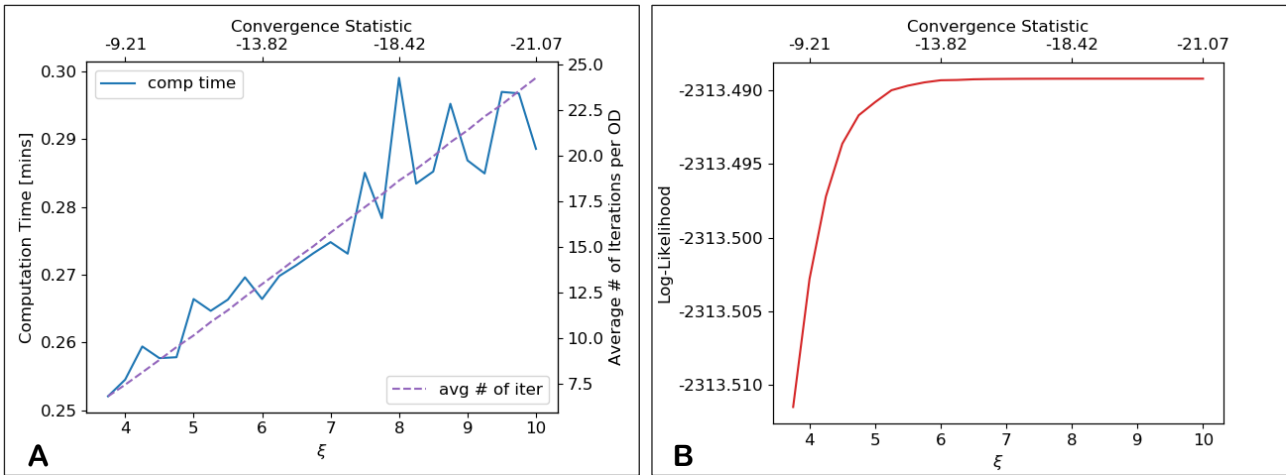 Convergence Statistic
-9.21 -13.82 -18.42 -21.07
0.30
0.29
0.28
0.27
0.26
0.25
Computation Time [mins]
comp time
avg # of iter
25.0
22.5
20.0
17.5
15.0
12.5
10.0
7.5
Average # of Iterations per OD
4 5 6 7 8 9 10
ξ
A
Convergence Statistic
-9.21 -13.82 -18.42 -21.07
-2313.490
-2313.495
-2313.500
-2313.505
-2313.510
Log-Likelihood
4 5 6 7 8 9 10
ξ
B